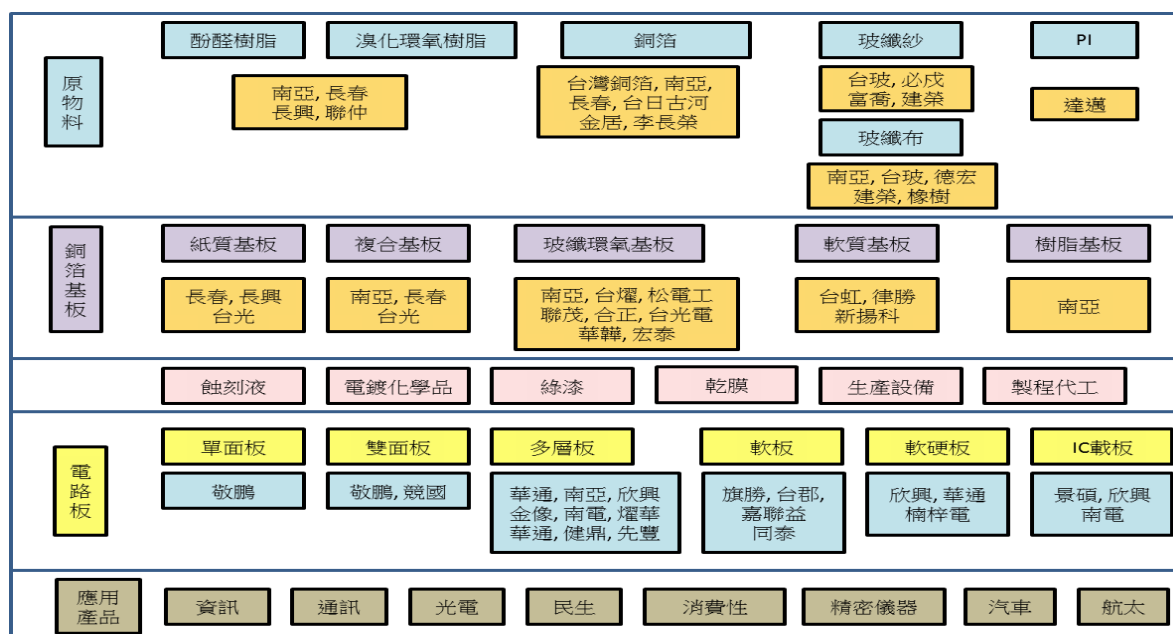 原
物
料
酚醛樹脂
溴化環氧樹脂
銅箔
玻纖紗
PI
南亞, 長春
長興, 聯仲
台灣銅箔, 南亞,
長春, 台日古河
金居, 李長榮
台玻, 必戍
富喬, 建榮
達邁
玻纖布
南亞, 台玻, 德宏
建榮, 橡樹
銅
箔
基
板
紙質基板
複合基板
玻纖環氧基板
軟質基板
樹脂基板
長春, 長興
台光
南亞, 長春
台光
南亞, 台燿, 松電工
聯茂, 合正, 台光電
華韡, 宏泰
台虹, 律勝
新揚科
南亞
蝕刻液
電鍍化學品
綠漆
乾膜
生產設備
製程代工
電
路
板
單面板
雙面板
多層板
軟板
軟硬板
IC載板
敬鵬
敬鵬, 競國
華通, 南亞, 欣興
金像, 南電, 燿華
華通, 健鼎, 先豐
旗勝, 台郡,
嘉聯益
同泰
欣興, 華通
楠梓電
景碩, 欣興
南電
應用
產品
資訊
通訊
光電
民生
消費性
精密儀器
汽車
航太